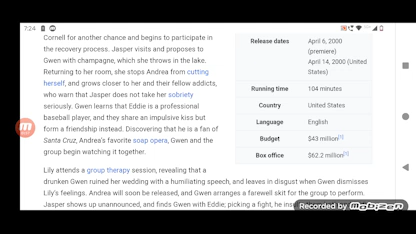 7:24
Cornell for another chance and begins to participate in
the recovery process. Jasper visits and proposes to
Gwen with champagne, which she throws in the lake.
Returning to her room, she stops Andrea from cutting
herself, and grows closer to her and their fellow addicts,
who warn that Jasper does not take her sobriety
seriously. Gwen learns that Eddie is a professional
baseball player, and they share an impulsive kiss but
form a friendship instead. Discovering that he is a fan of
Santa Cruz, Andrea's favorite soap opera, Gwen and the
group begin watching it together.
Release dates April 6, 2000
(premiere)
April 14, 2000 (United
States)
Running time 104 minutes
Country United States
Language English
Budget $43 million[1]
Box office $62.2 million[1]
Lily attends a group therapy session, revealing that a
drunken Gwen ruined her wedding with a humiliating speech, and leaves in disgust when Gwen dismisses
Lily's feelings. Andrea will soon be released, and Gwen arranges a farewell skit for the group to perform.
Jasper shows up unannounced, and finds Gwen with Eddie; picking a fight, he ins
Recorded by
Mobizen